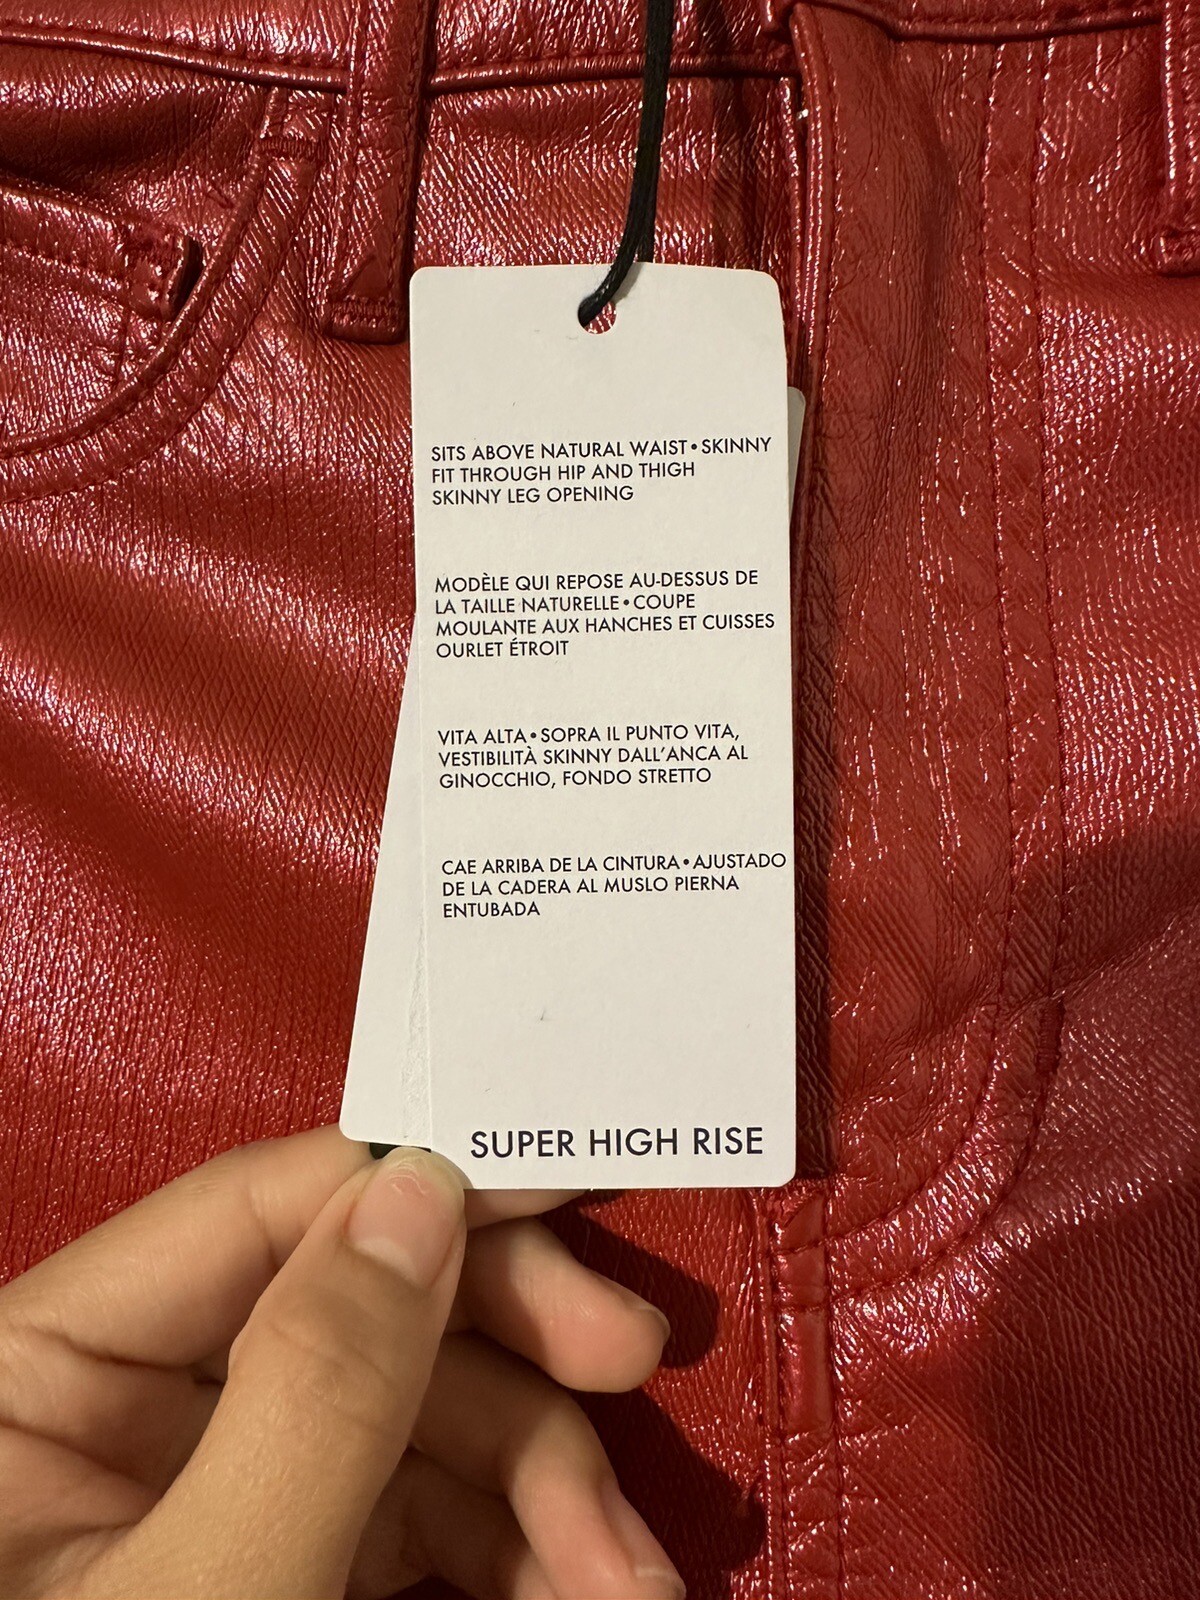 SITS ABOVE NATURAL WAIST • SKINNY
FIT THROUGH HIP AND THIGH
SKINNY LEG OPENING
MODÈLE QUI REPOSE AU-DESSUS DE
LA TAILLE NATURELLE • COUPE
MOULANTE AUX HANCHES ET CUISSES
OURLET ÉTROIT
VITA ALTA • SOPRA IL PUNTO VITA,
VESTIBILITÀ SKINNY DALL'ANCA AL
GINOCCHIO, FONDO STRETTO
CAE ARRIBA DE LA CINTURA • AJUSTADO
DE LA CADERA AL MUSLO PIERNA
ENTUBADA
SUPER HIGH RISE